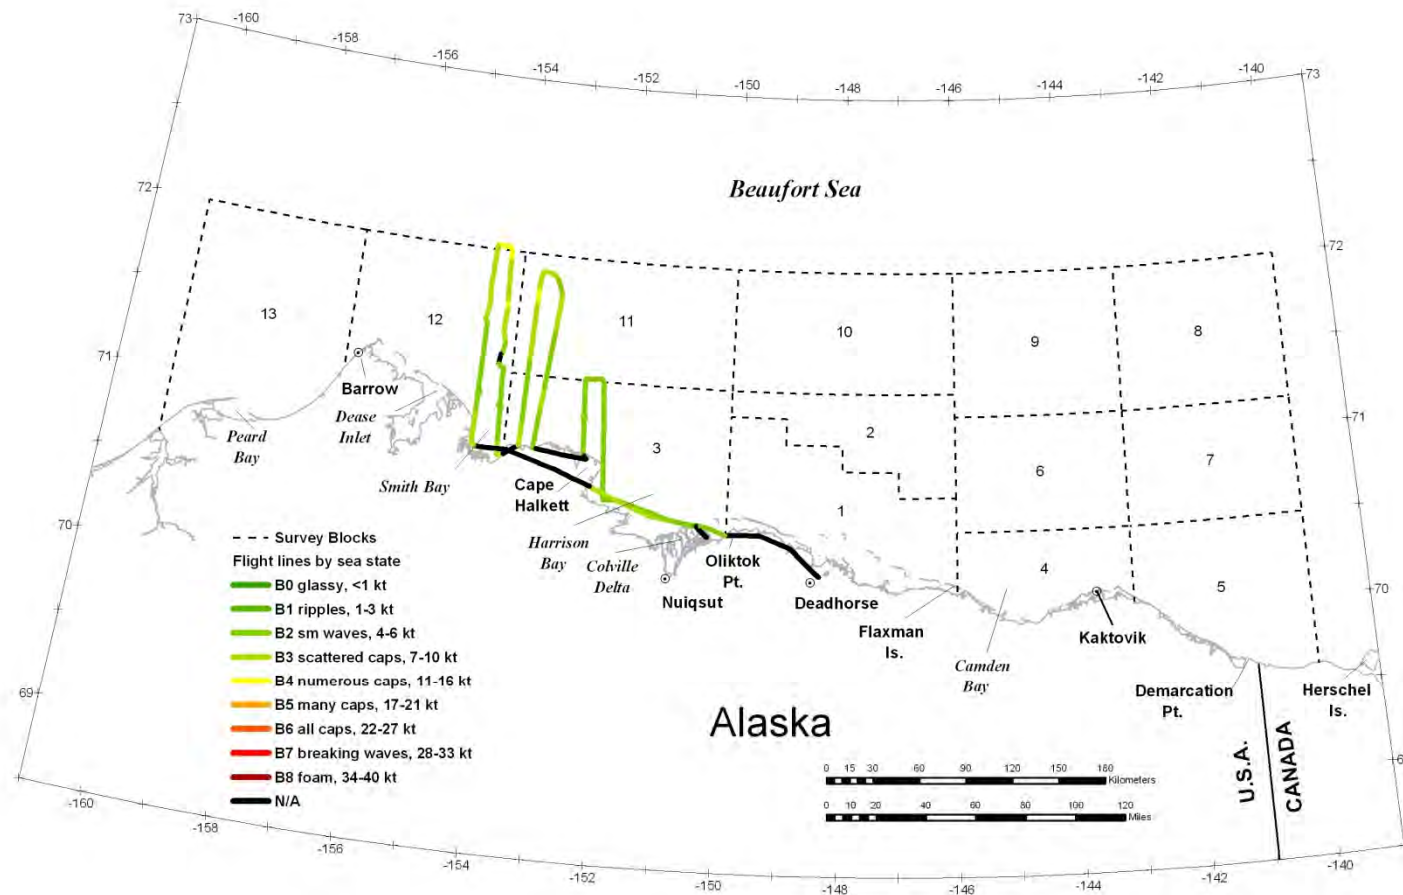 -160
-158
-156
-154
-152
-150
-148
-146
-144
-142
-140
73
73
72
72
71
71
70
70
69
Beaufort Sea
13
12
11
10
9
8
3
2
1
6
7
4
5
Barrow
Dease
Inlet
Peard
Bay
Smith Bay
Cape
Halkett
Harrison
Bay
Colville
Delta
Nuiqsut
Oliktok
Pt.
Deadhorse
Flaxman
Is.
Camden
Bay
Kaktovik
Demarcation
Pt.
Herschel
Is.
Survey Blocks
Flight lines by sea state
B0 glassy, <1 kt
B1 ripples, 1-3 kt
B2 sm waves, 4-6 kt
B3 scattered caps, 7-10 kt
B4 numerous caps, 11-16 kt
B5 many caps, 17-21 kt
B6 all caps, 22-27 kt
B7 breaking waves, 28-33 kt
B8 foam, 34-40 kt
N/A
Alaska
0 15 30 60 90 120 150 180
Kilometers
0 10 20 40 60 80 100 120
Miles
U.S.A.
CANADA
-160
-158
-156
-154
-152
-150
-148
-146
-144
-142
-140